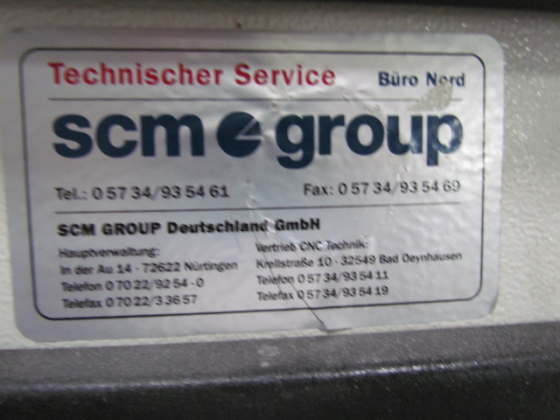 Technischer Service Büro Nord
scm group
Tel.: 0 57 34/93 54 61 Fax: 0 57 34/93 54 69
SCM GROUP Deutschland GmbH
Hauptverwaltung:
In der Au 14 · 72622 Nürtingen
Telefon 0 70 22/92 54 - 0
Telefax 0 70 22/3 36 57
Vertrieb CNC Technik:
Krellstraße 10 · 32549 Bad Oeynhausen
Telefon 0 57 34/93 54 11
Telefax 0 57 34/93 54 19